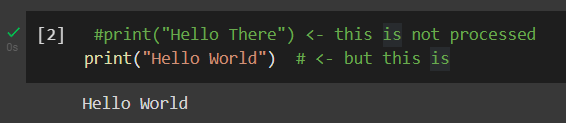 [2] #print("Hello There") <- this is not processed
print("Hello World")  # <- but this is
0s
Hello World